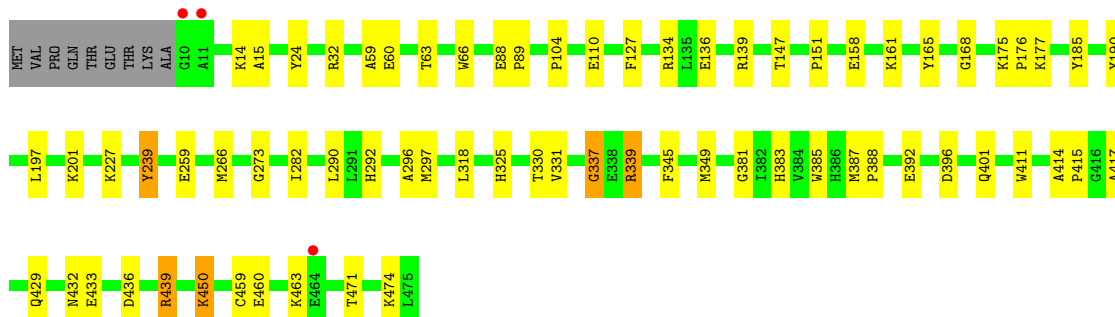 MET VAL PRO GLN THR GLU THR LYS ALA G10 A11 K14 A15 Y24 R32 A59 E60 T63 W66 E88 P89 P104 E110 F127 R134 L135 E136 R139 T147 P151 E158 K161 Y165 G168 K175 P176 K177 Y185 Y190
L197 K201 K227 Y239 E259 M266 G273 I282 L290 L291 H292 A296 M297 L318 H325 T330 V331 G337 E338 R339 F345 M349 G381 I382 H383 V384 W385 H386 M387 P388 E392 D396 Q401 W411 A414 P415 G416 A417
Q429 N432 E433 D436 R439 K450 C459 E460 K463 E464 T471 K474 L475